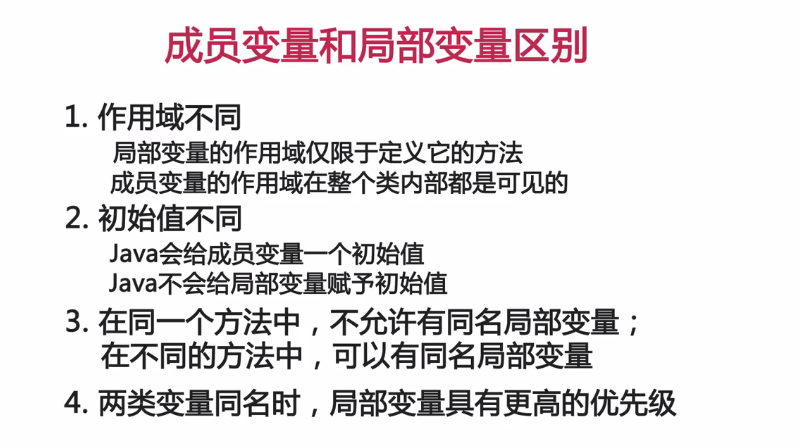 成员变量和局部变量区别
1. 作用域不同
局部变量的作用域仅限于定义它的方法
成员变量的作用域在整个类内部都是可见的
2. 初始值不同
Java会给成员变量一个初始值
Java不会给局部变量赋予初始值
3. 在同一个方法中，不允许有同名局部变量；
在不同的方法中，可以有同名局部变量
4. 两类变量同名时，局部变量具有更高的优先级